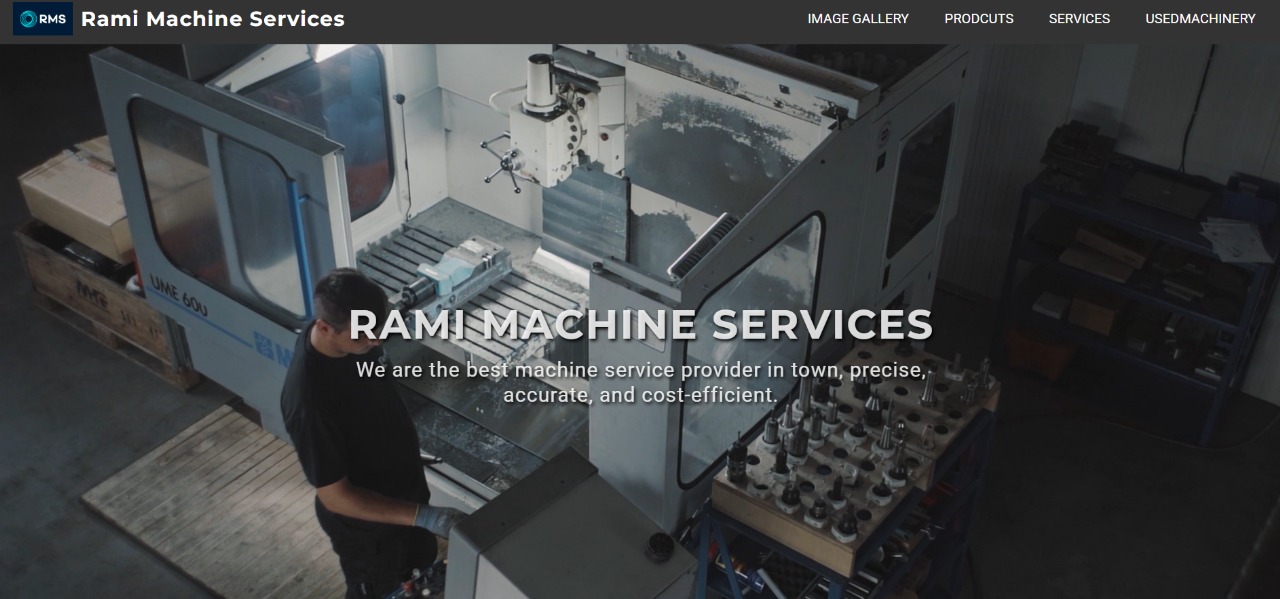 RMS Rami Machine Services IMAGE GALLERY PRODCUTS SERVICES USEDMACHINERY
UME 600
RAMI MACHINE SERVICES
We are the best machine service provider in town, precise,
accurate, and cost-efficient.